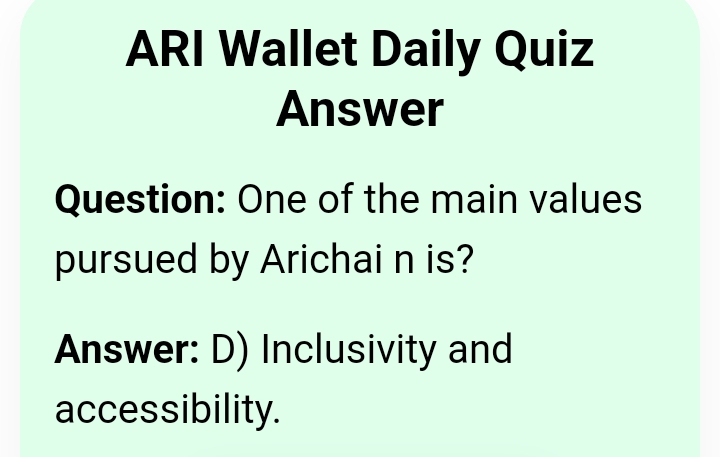 ARI Wallet Daily Quiz
Answer
Question: One of the main values
pursued by Arichai n is?
Answer: D) Inclusivity and
accessibility.